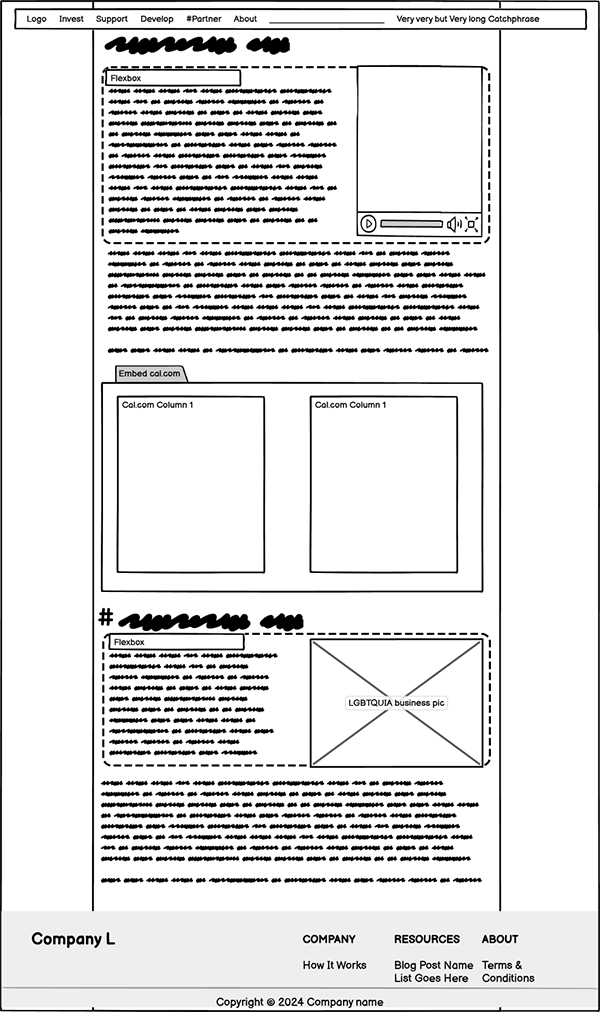 Logo Invest Support Develop #Partner About Very very but Very long Catchphrase
Flexbox
Embed cal.com
Cal.com Column 1
Cal.com Column 1
#
Flexbox
LGBTQUIA business pic
Company L
COMPANY
How It Works
RESOURCES
Blog Post Name
List Goes Here
ABOUT
Terms &
Conditions
Copyright © 2024 Company name